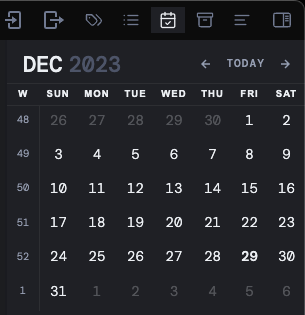 DEC 2023 TODAY
W SUN MON TUE WED THU FRI SAT
48 26 27 28 29 30 1 2
49 3 4 5 6 7 8 9
50 10 11 12 13 14 15 16
51 17 18 19 20 21 22 23
52 24 25 26 27 28 29 30
1 31 1 2 3 4 5 6